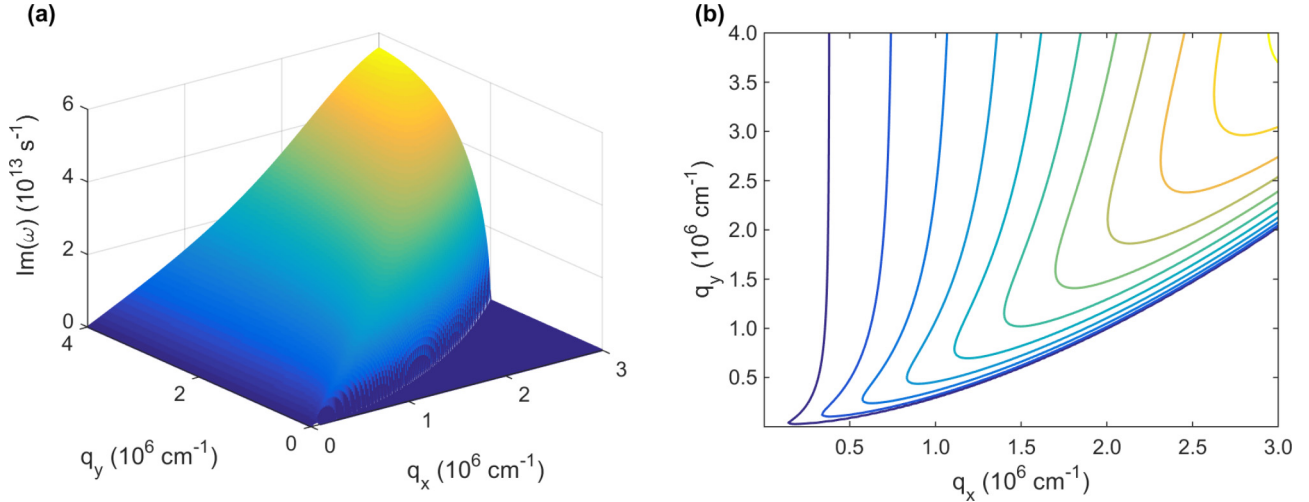 (a)
6
4
2
0
Im(ω) (10¹³ s⁻¹)
4
2
0
q_y (10⁶ cm⁻¹)
0
1
2
3
q_x (10⁶ cm⁻¹)
(b)
4.0
3.5
3.0
2.5
2.0
1.5
1.0
0.5
q_y (10⁶ cm⁻¹)
0.5 1.0 1.5 2.0 2.5 3.0
q_x (10⁶ cm⁻¹)